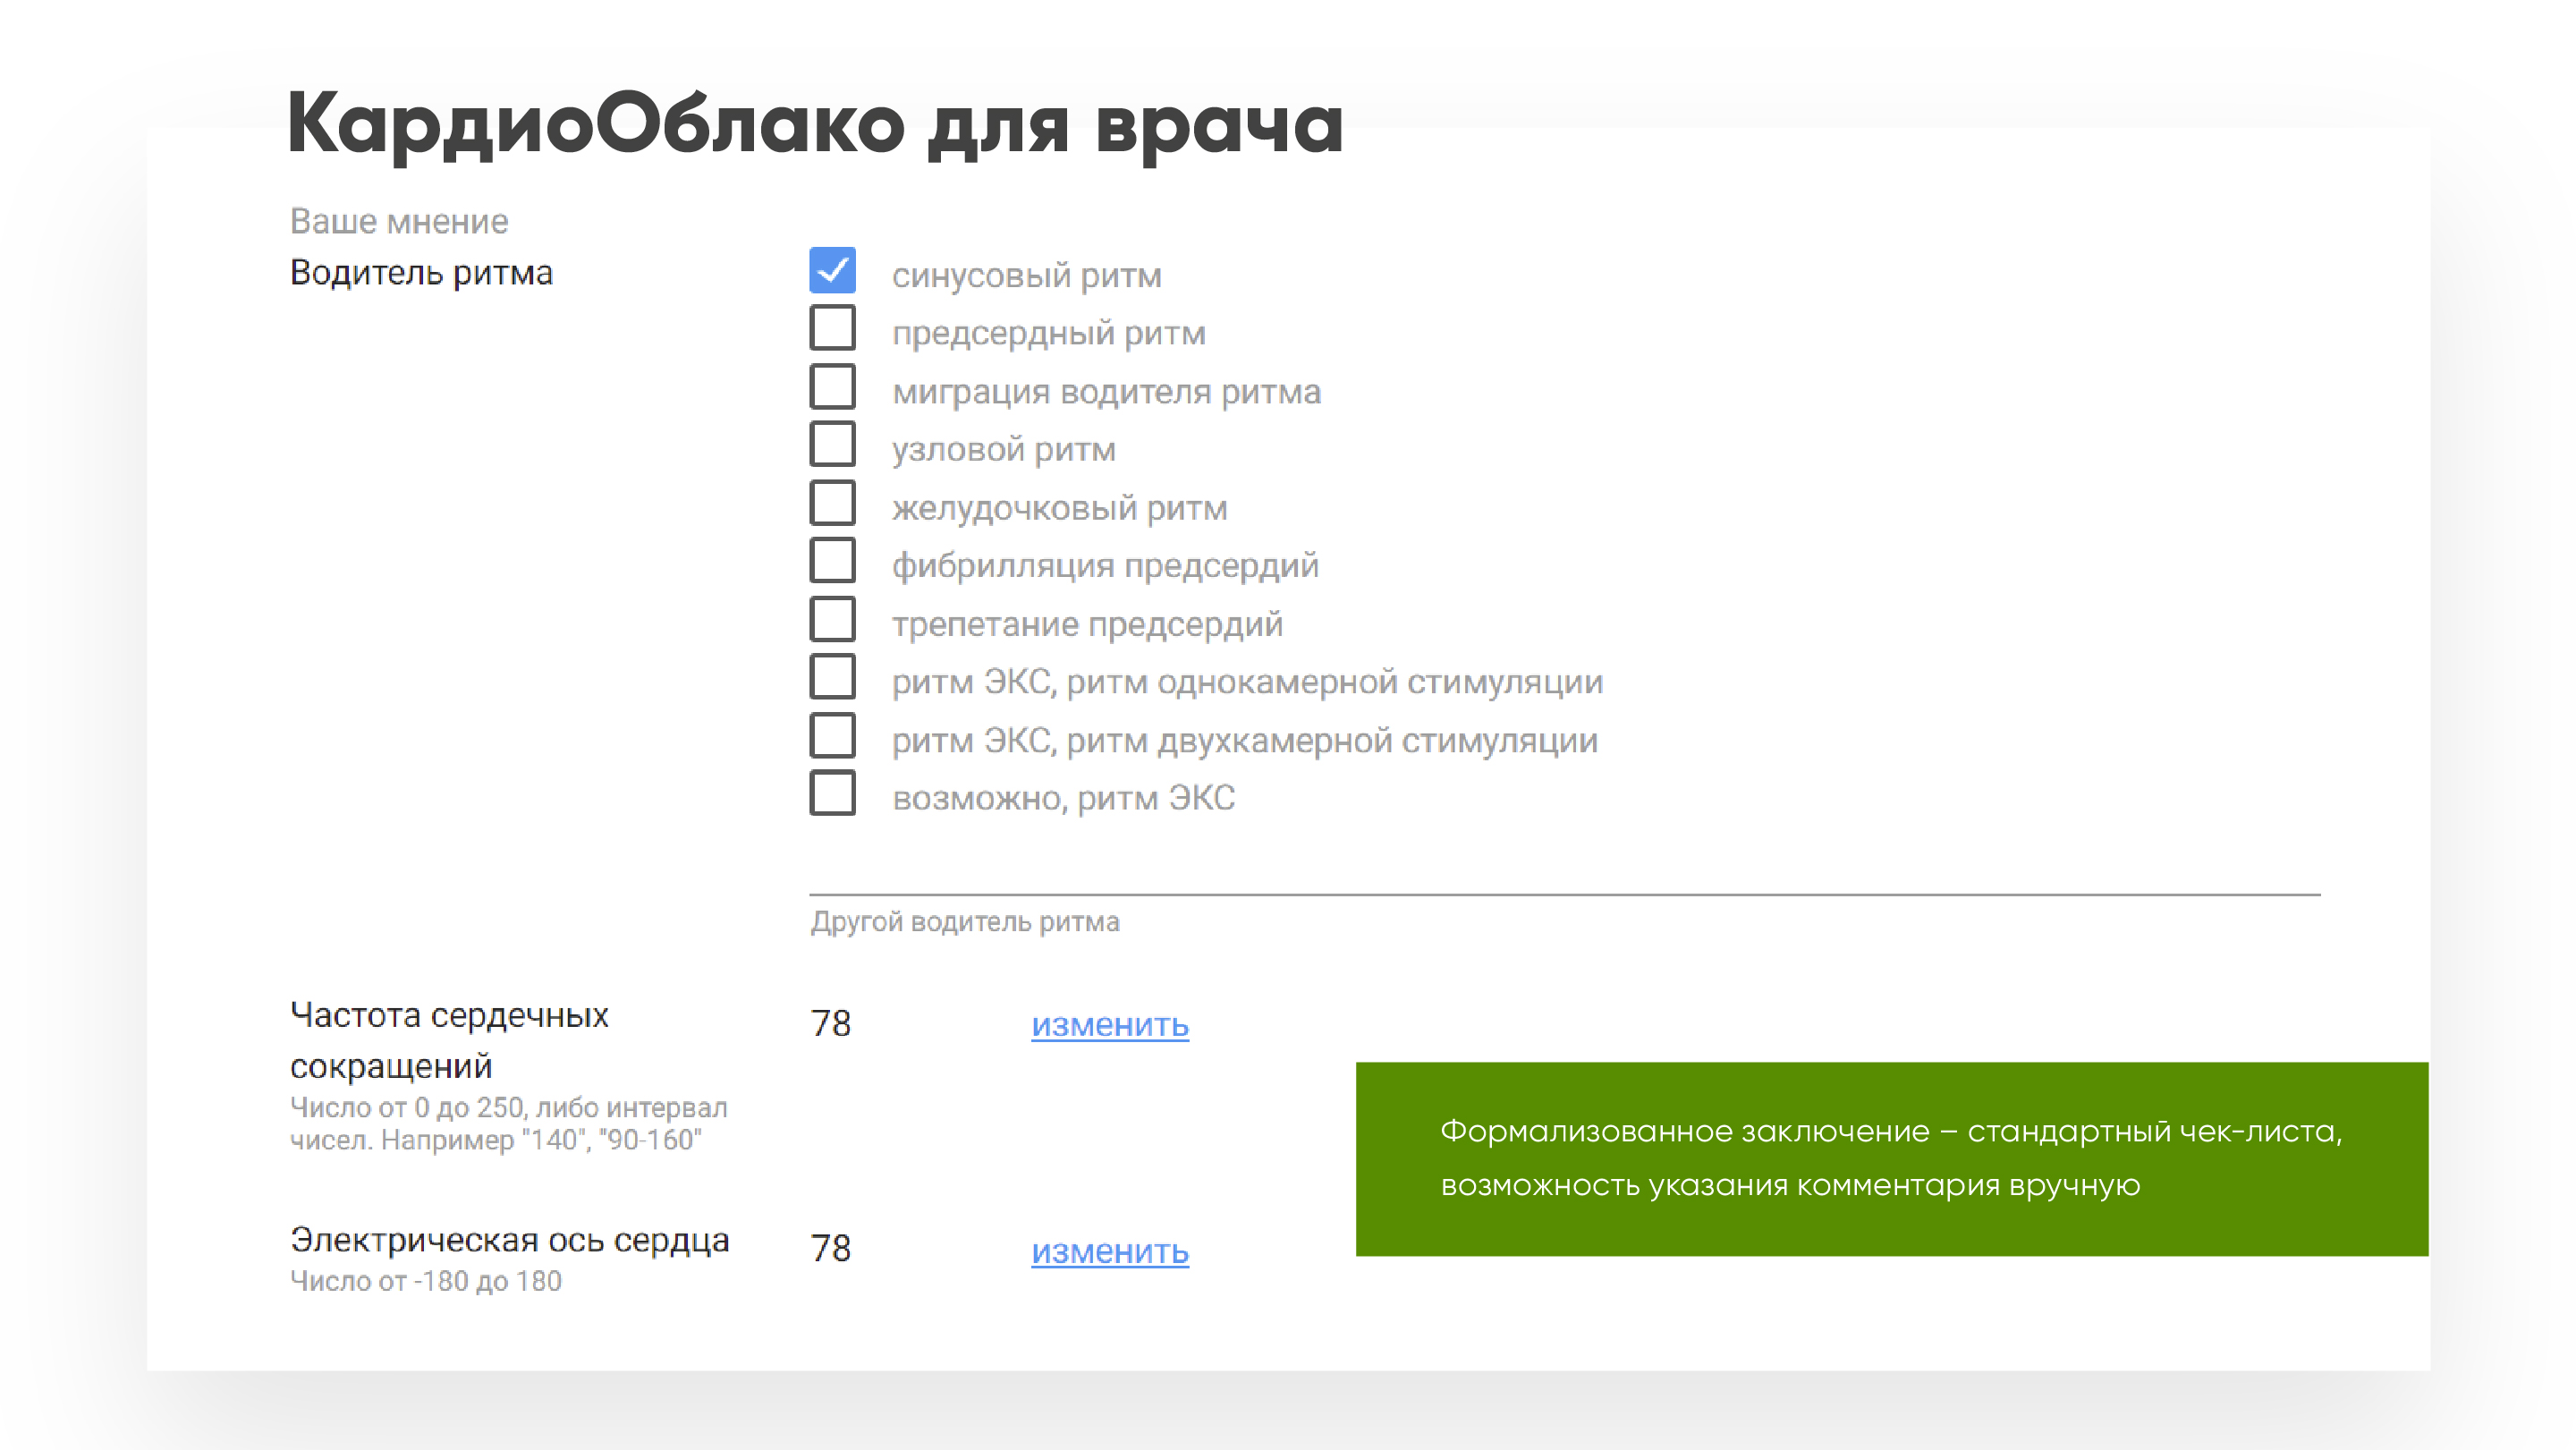 КардиоОблако для врача
Ваше мнение
Водитель ритма
синусовый ритм
предсердный ритм
миграция водителя ритма
узловой ритм
желудочковый ритм
фибрилляция предсердий
трепетание предсердий
ритм ЭКС, ритм однокамерной стимуляции
ритм ЭКС, ритм двухкамерной стимуляции
возможно, ритм ЭКС
Другой водитель ритма
Частота сердечных
сокращений
78
изменить
Число от 0 до 250, либо интервал
чисел. Например "140", "90-160"
Формализованное заключение – стандартный чек-листа,
возможность указания комментария вручную
Электрическая ось сердца
78
изменить
Число от -180 до 180